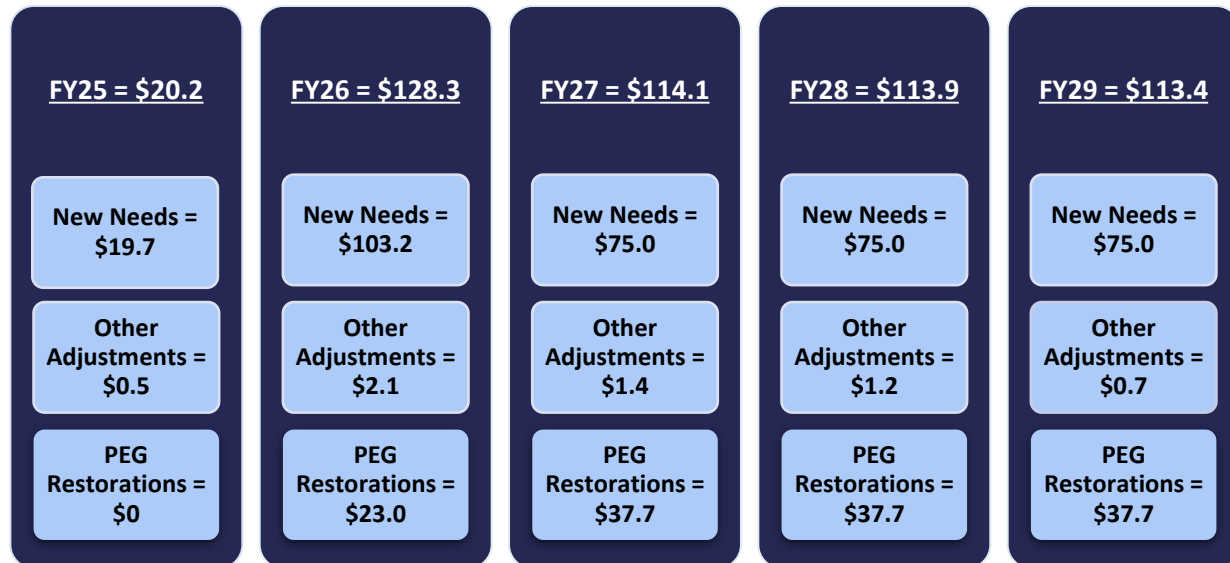 FY25 = $20.2
New Needs =
$19.7
Other
Adjustments =
$0.5
PEG
Restorations =
$0
FY26 = $128.3
New Needs =
$103.2
Other
Adjustments =
$2.1
PEG
Restorations =
$23.0
FY27 = $114.1
New Needs =
$75.0
Other
Adjustments =
$1.4
PEG
Restorations =
$37.7
FY28 = $113.9
New Needs =
$75.0
Other
Adjustments =
$1.2
PEG
Restorations =
$37.7
FY29 = $113.4
New Needs =
$75.0
Other
Adjustments =
$0.7
PEG
Restorations =
$37.7